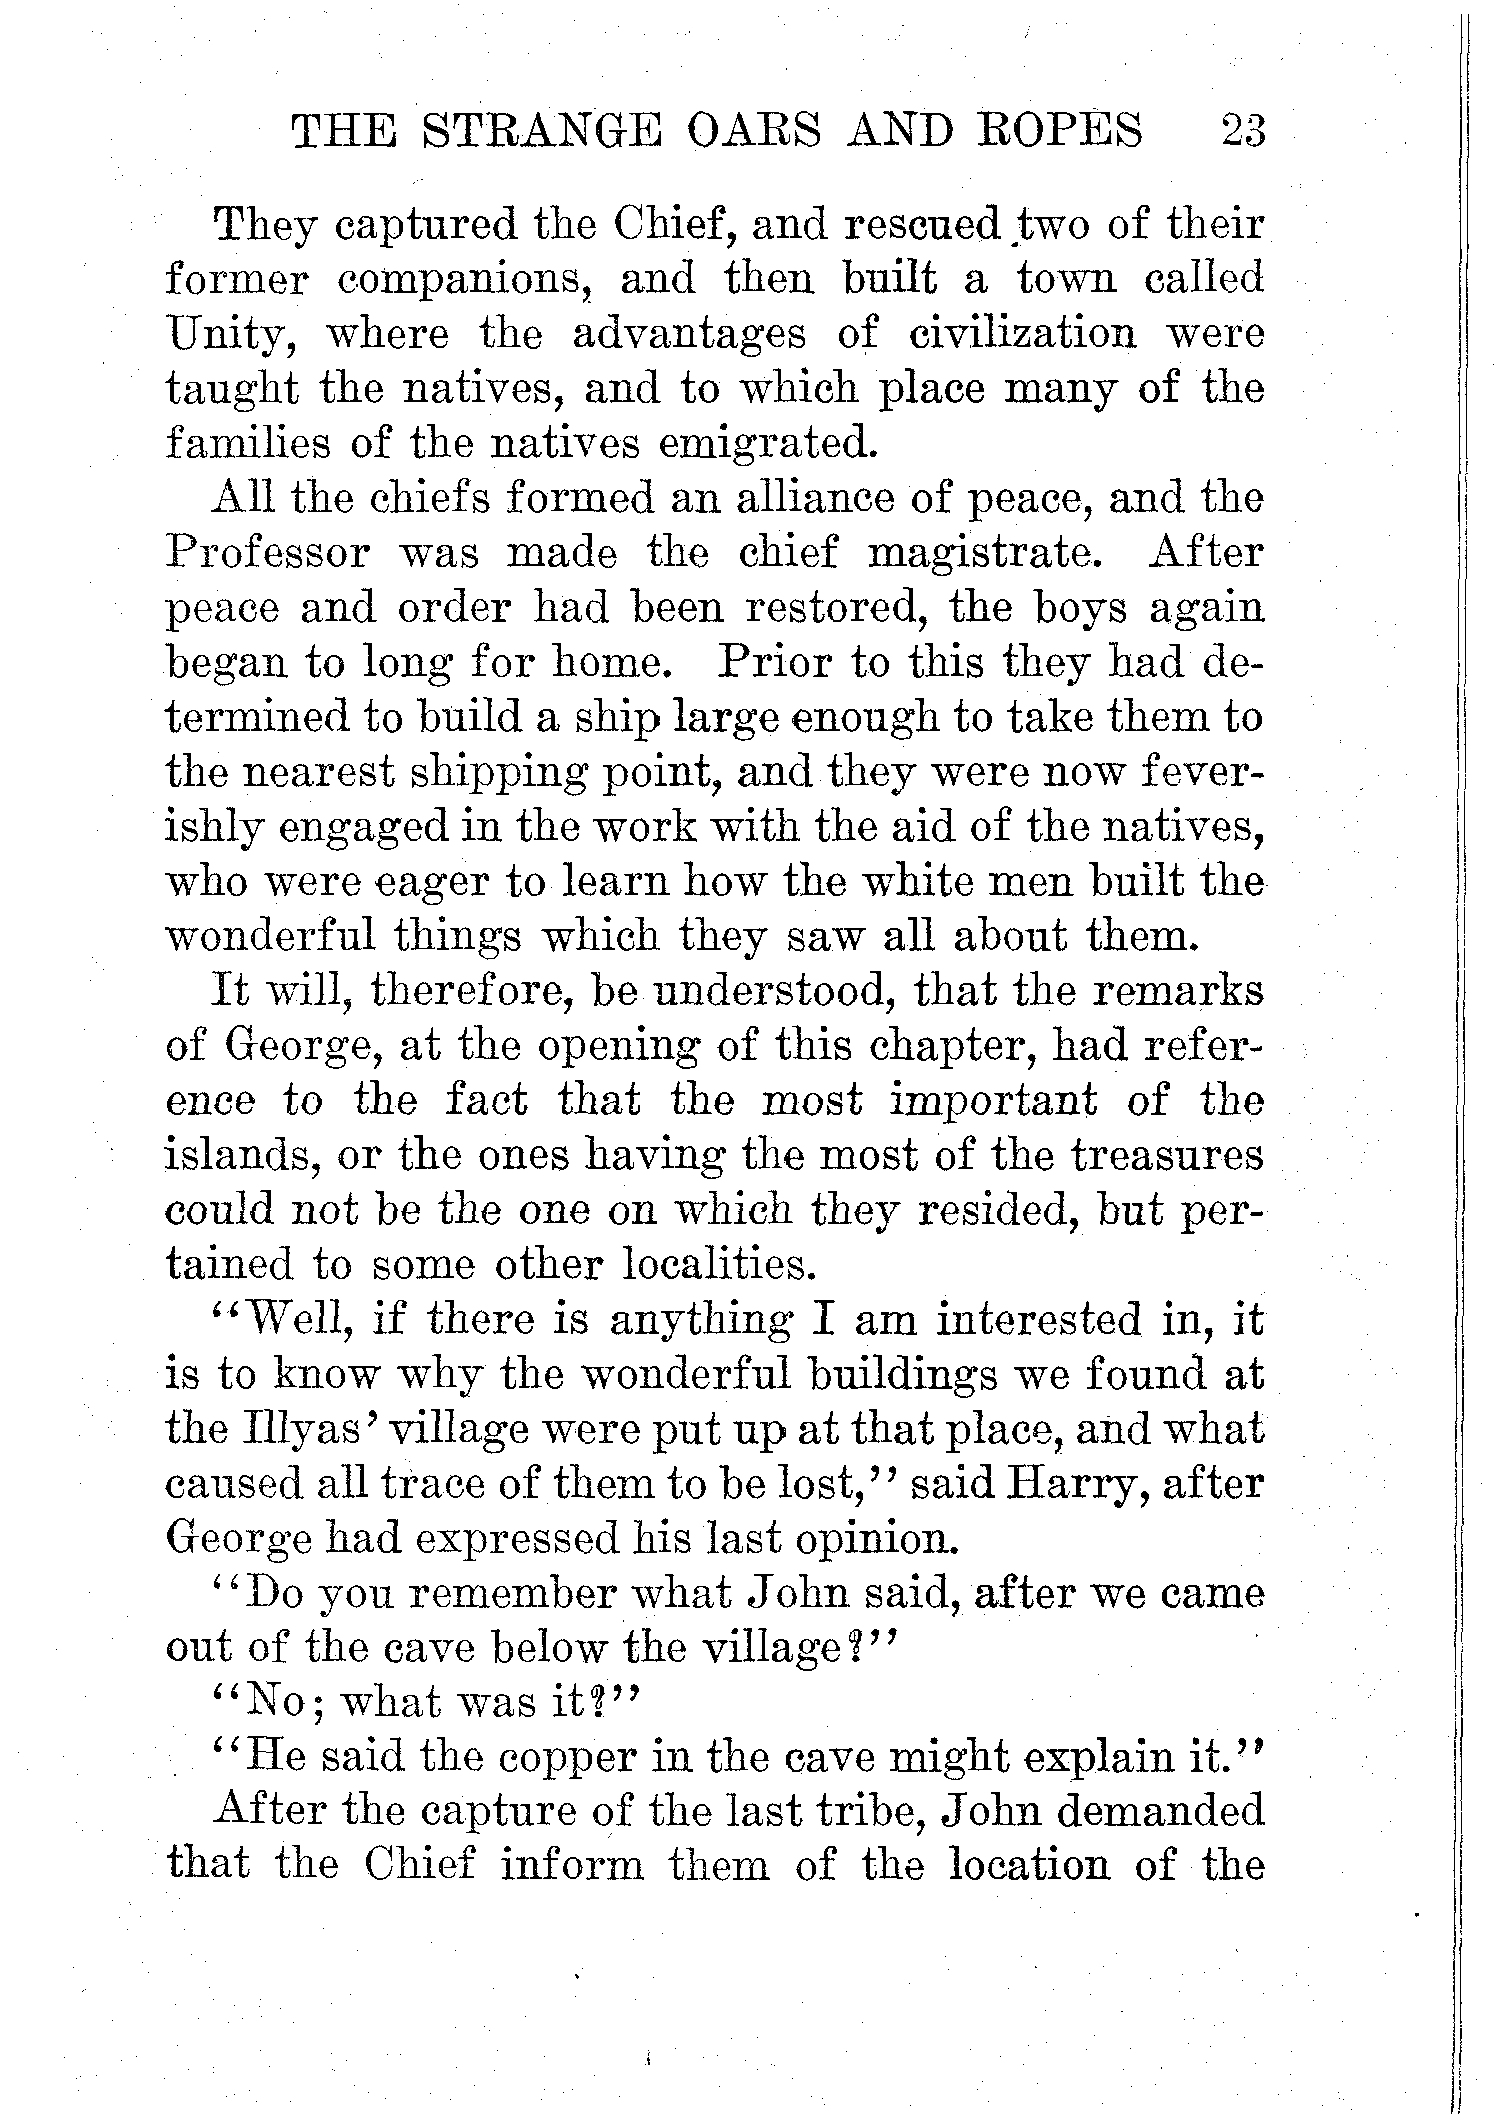 THE STRANGE OARS AND ROPES 23
They captured the Chief, and rescued two of their
former companions, and then built a town called
Unity, where the advantages of civilization were
taught the natives, and to which place many of the
families of the natives emigrated.
All the chiefs formed an alliance of peace, and the
Professor was made the chief magistrate. After
peace and order had been restored, the boys again
began to long for home. Prior to this they had de-
termined to build a ship large enough to take them to
the nearest shipping point, and they were now fever-
ishly engaged in the work with the aid of the natives,
who were eager to learn how the white men built the
wonderful things which they saw all about them.
It will, therefore, be understood, that the remarks
of George, at the opening of this chapter, had refer-
ence to the fact that the most important of the
islands, or the ones having the most of the treasures
could not be the one on which they resided, but per-
tained to some other localities.
“Well, if there is anything I am interested in, it
is to know why the wonderful buildings we found at
the Illyas’ village were put up at that place, and what
caused all trace of them to be lost,” said Harry, after
George had expressed his last opinion.
“Do you remember what John said, after we came
out of the cave below the village?”
“No; what was it?”
“He said the copper in the cave might explain it.”
After the capture of the last tribe, John demanded
that the Chief inform them of the location of the